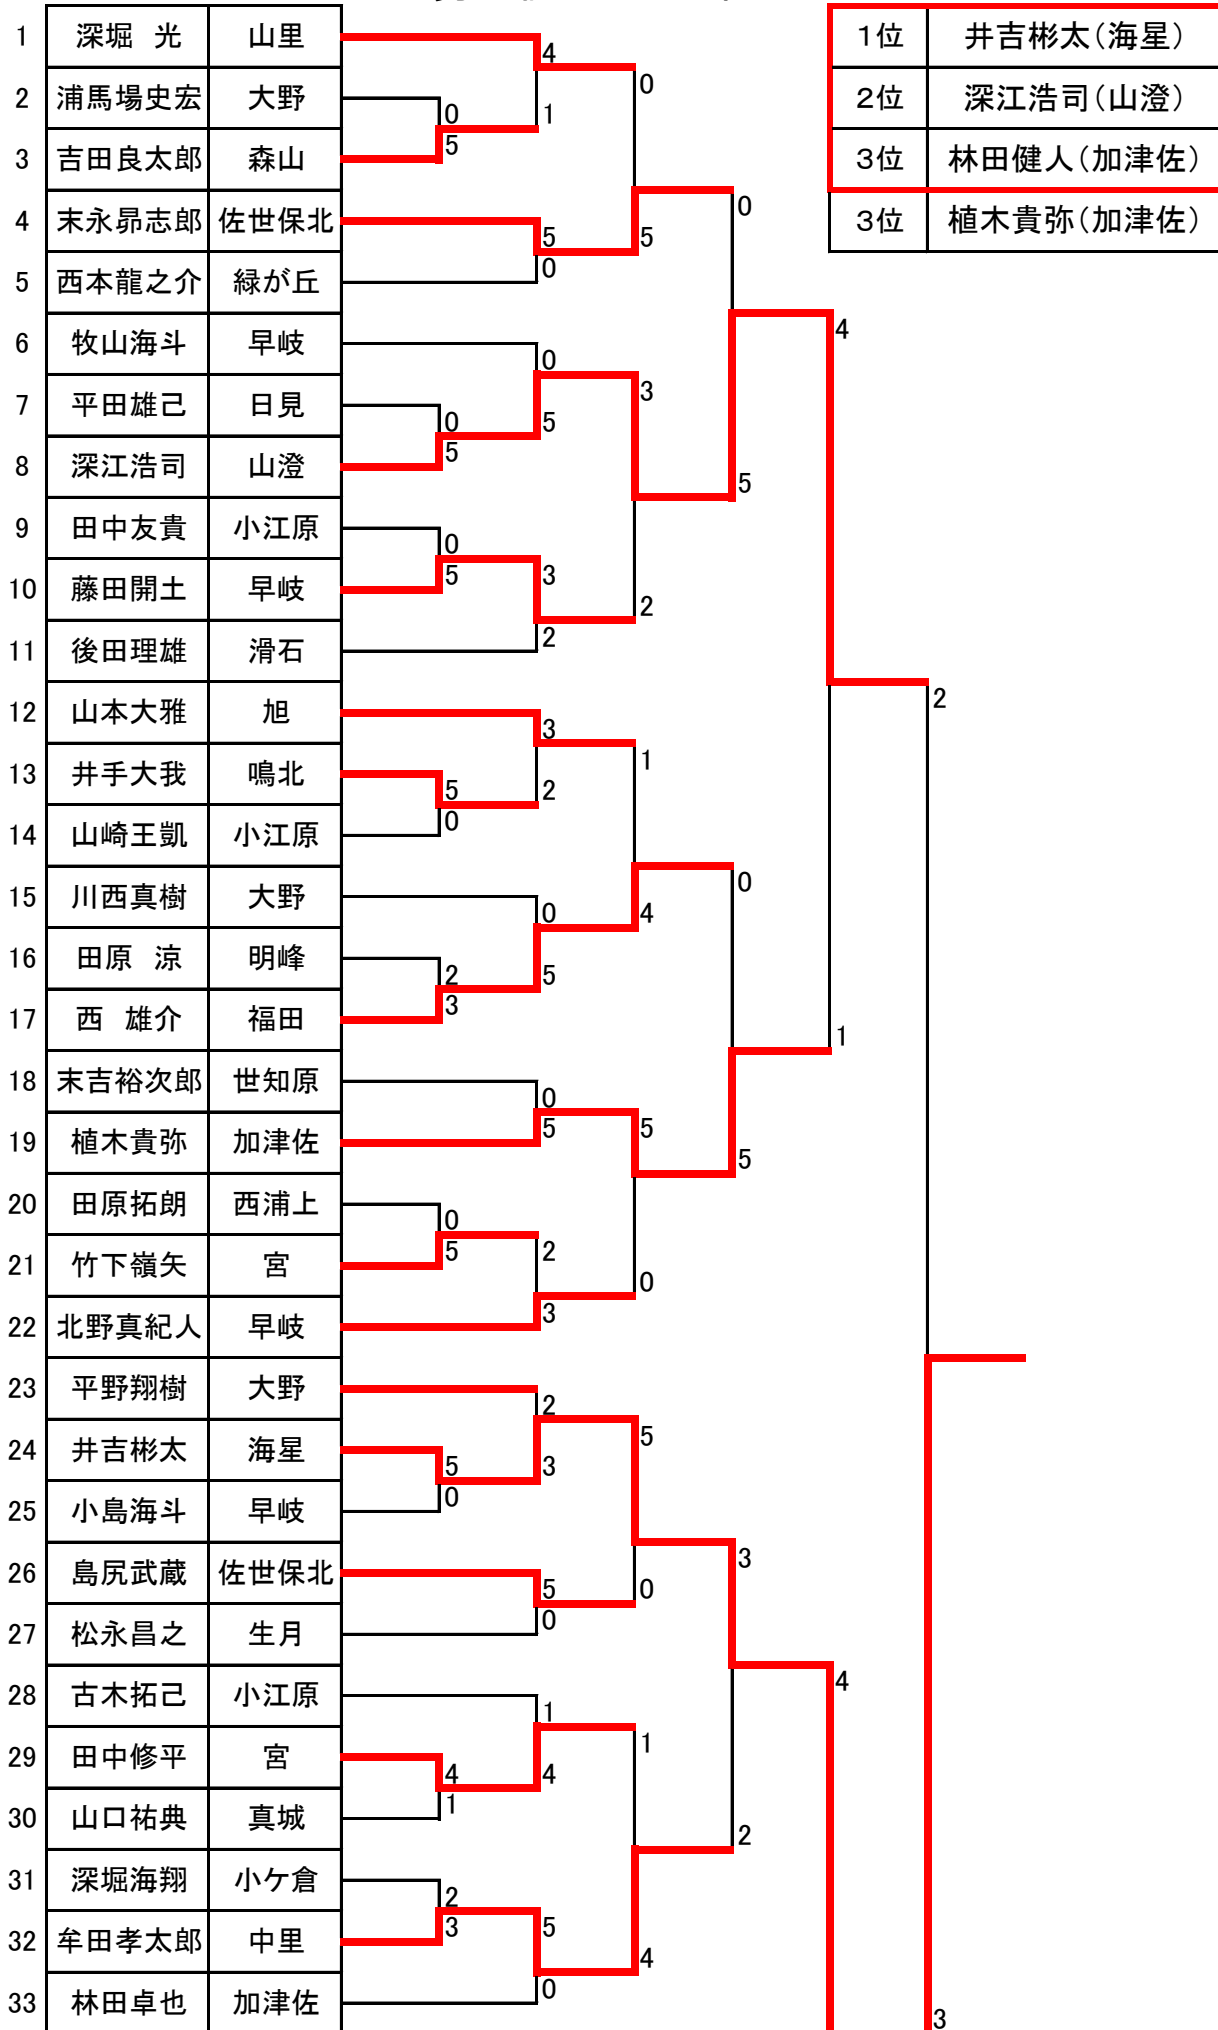 1 深堀 光 山里
2 浦馬場史宏 大野
3 吉田良太郎 森山
4 末永昴志郎 佐世保北
5 西本龍之介 緑が丘
6 牧山海斗 早岐
7 平田雄己 日見
8 深江浩司 山澄
9 田中友貴 小江原
10 藤田開土 早岐
11 後田理雄 滑石
12 山本大雅 旭
13 井手大我 鳴北
14 山崎王凱 小江原
15 川西真樹 大野
16 田原 涼 明峰
17 西 雄介 福田
18 末吉裕次郎 世知原
19 植木貴弥 加津佐
20 田原拓朗 西浦上
21 竹下嶺矢 宮
22 北野真紀人 早岐
23 平野翔樹 大野
24 井吉彬太 海星
25 小島海斗 早岐
26 島尻武蔵 佐世保北
27 松永昌之 生月
28 古木拓己 小江原
29 田中修平 宮
30 山口祐典 真城
31 深堀海翔 小ケ倉
32 牟田孝太郎 中里
33 林田卓也 加津佐
0
5
0
5
0
5
5
0
2
3
0
5
5
0
4
1
2
3
4
1
5
0
0
5
3
2
3
2
0
5
0
5
2
3
2
3
5
0
1
4
5
0
0
5
3
2
1
4
5
0
5
0
1
4
0
5
0
5
3
2
4
1
4
2
3
1位 井吉彬太(海星)
2位 深江浩司(山澄)
3位 林田健人(加津佐)
3位 植木貴弥(加津佐)